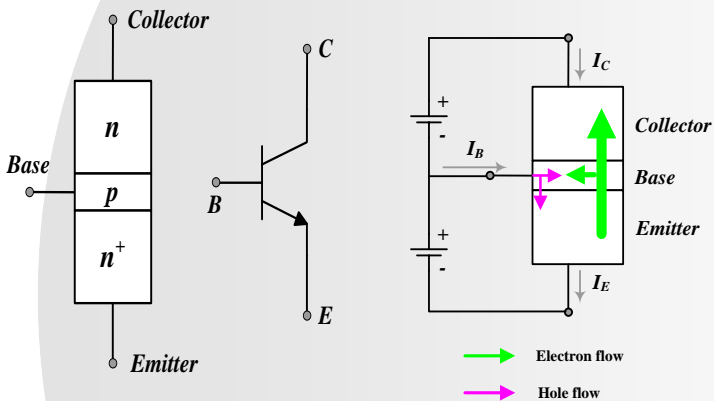 Collector
n
Base
p
n+
Emitter
C
B
E
IC
+
-
IB
+
-
Collector
Base
Emitter
IE
Electron flow
Hole flow